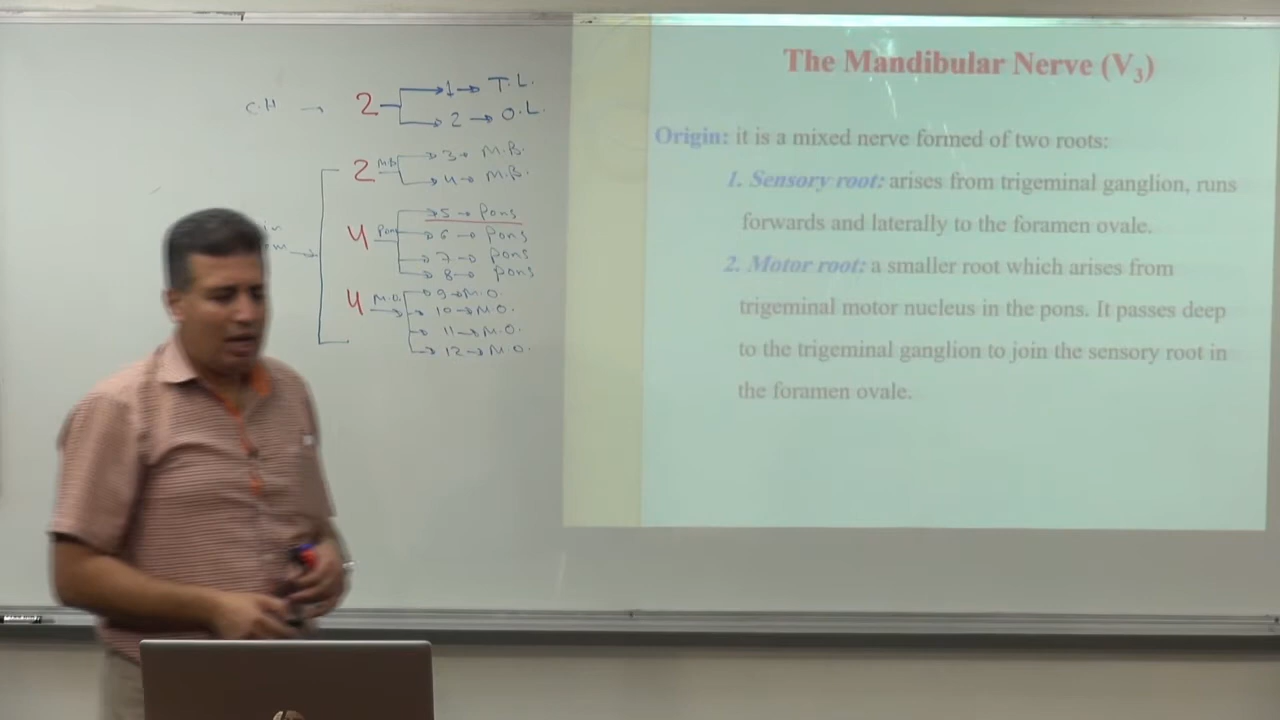 C.H → 2 → 1 → T.L.
→ 2 → O.L.
2 M.B → 3 → M.B.
→ 4 → M.B.
4 Pons → 5 → Pons
→ 6 → Pons
→ 7 → Pons
→ 8 → Pons
4 M.O → 9 → M.O.
→ 10 → M.O.
→ 11 → M.O.
→ 12 → M.O.
The Mandibular Nerve (V₃)
Origin: it is a mixed nerve formed of two roots:
1. Sensory root: arises from trigeminal ganglion, runs
forwards and laterally to the foramen ovale.
2. Motor root: a smaller root which arises from
trigeminal motor nucleus in the pons. It passes deep
to the trigeminal ganglion to join the sensory root in
the foramen ovale.